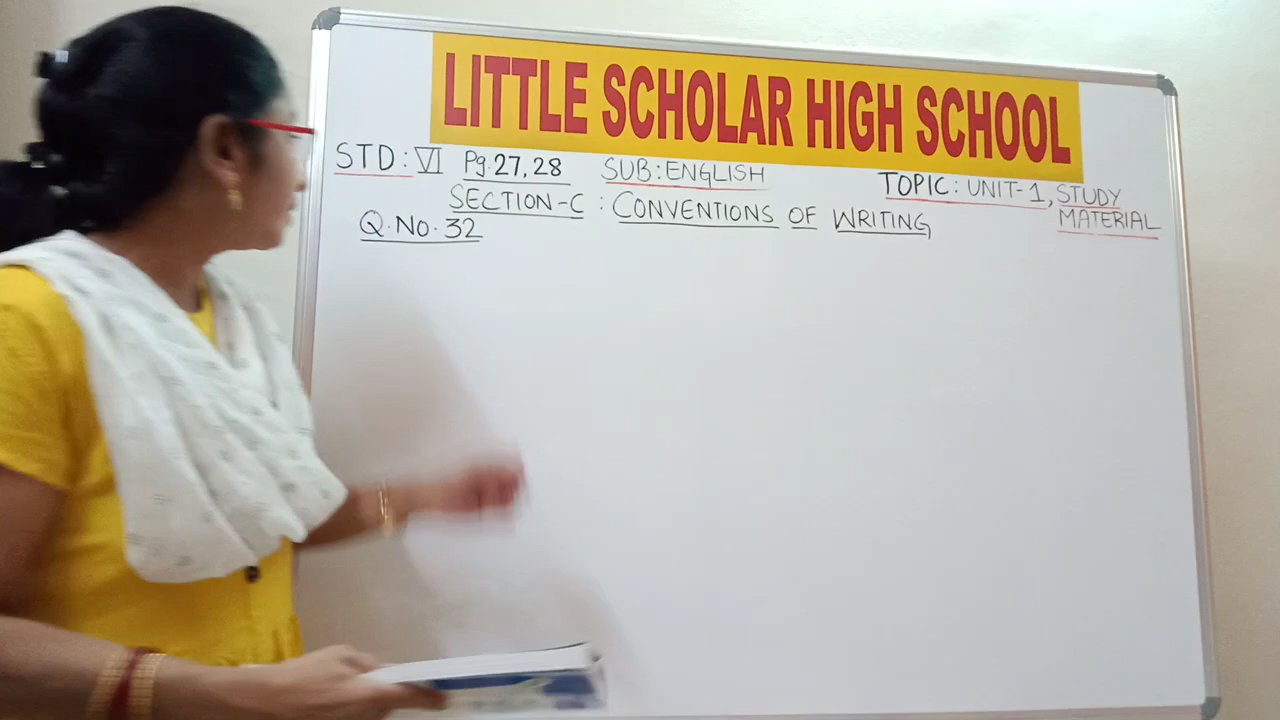 LITTLE SCHOLAR HIGH SCHOOL
STD: VI Pg. 27, 28 SUB: ENGLISH TOPIC: UNIT-1, STUDY MATERIAL
SECTION-C : CONVENTIONS OF WRITING
Q. No. 32